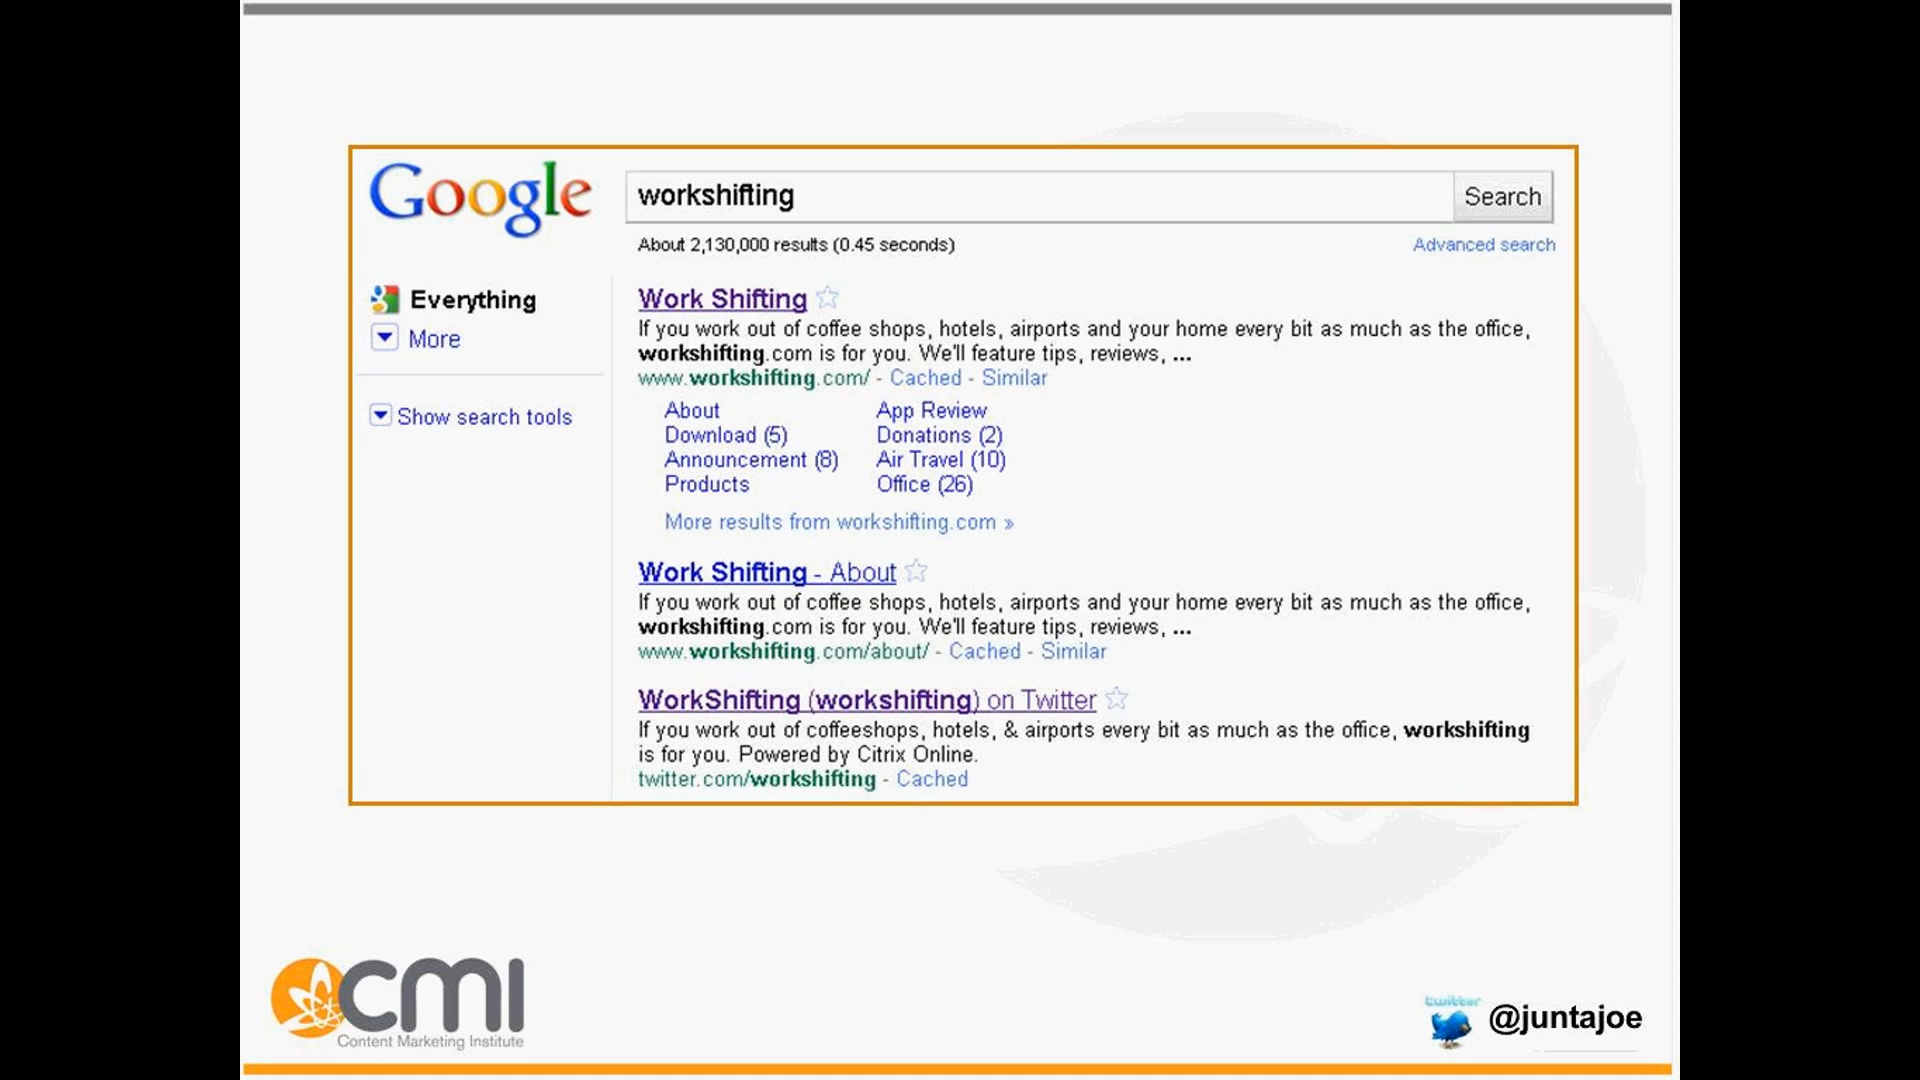 Google
workshifting
Search
About 2,130,000 results (0.45 seconds)
Advanced search
Everything
More
Show search tools
Work Shifting
If you work out of coffee shops, hotels, airports and your home every bit as much as the office,
workshifting.com is for you. We'll feature tips, reviews, ...
www.workshifting.com/ - Cached - Similar
About
App Review
Download (5)
Donations (2)
Announcement (8)
Air Travel (10)
Products
Office (26)
More results from workshifting.com »
Work Shifting - About
If you work out of coffee shops, hotels, airports and your home every bit as much as the office,
workshifting.com is for you. We'll feature tips, reviews, ...
www.workshifting.com/about/ - Cached - Similar
WorkShifting (workshifting) on Twitter
If you work out of coffeeshops, hotels, & airports every bit as much as the office, workshifting
is for you. Powered by Citrix Online.
twitter.com/workshifting - Cached
CMI
Content Marketing Institute
twitter
@juntajoe